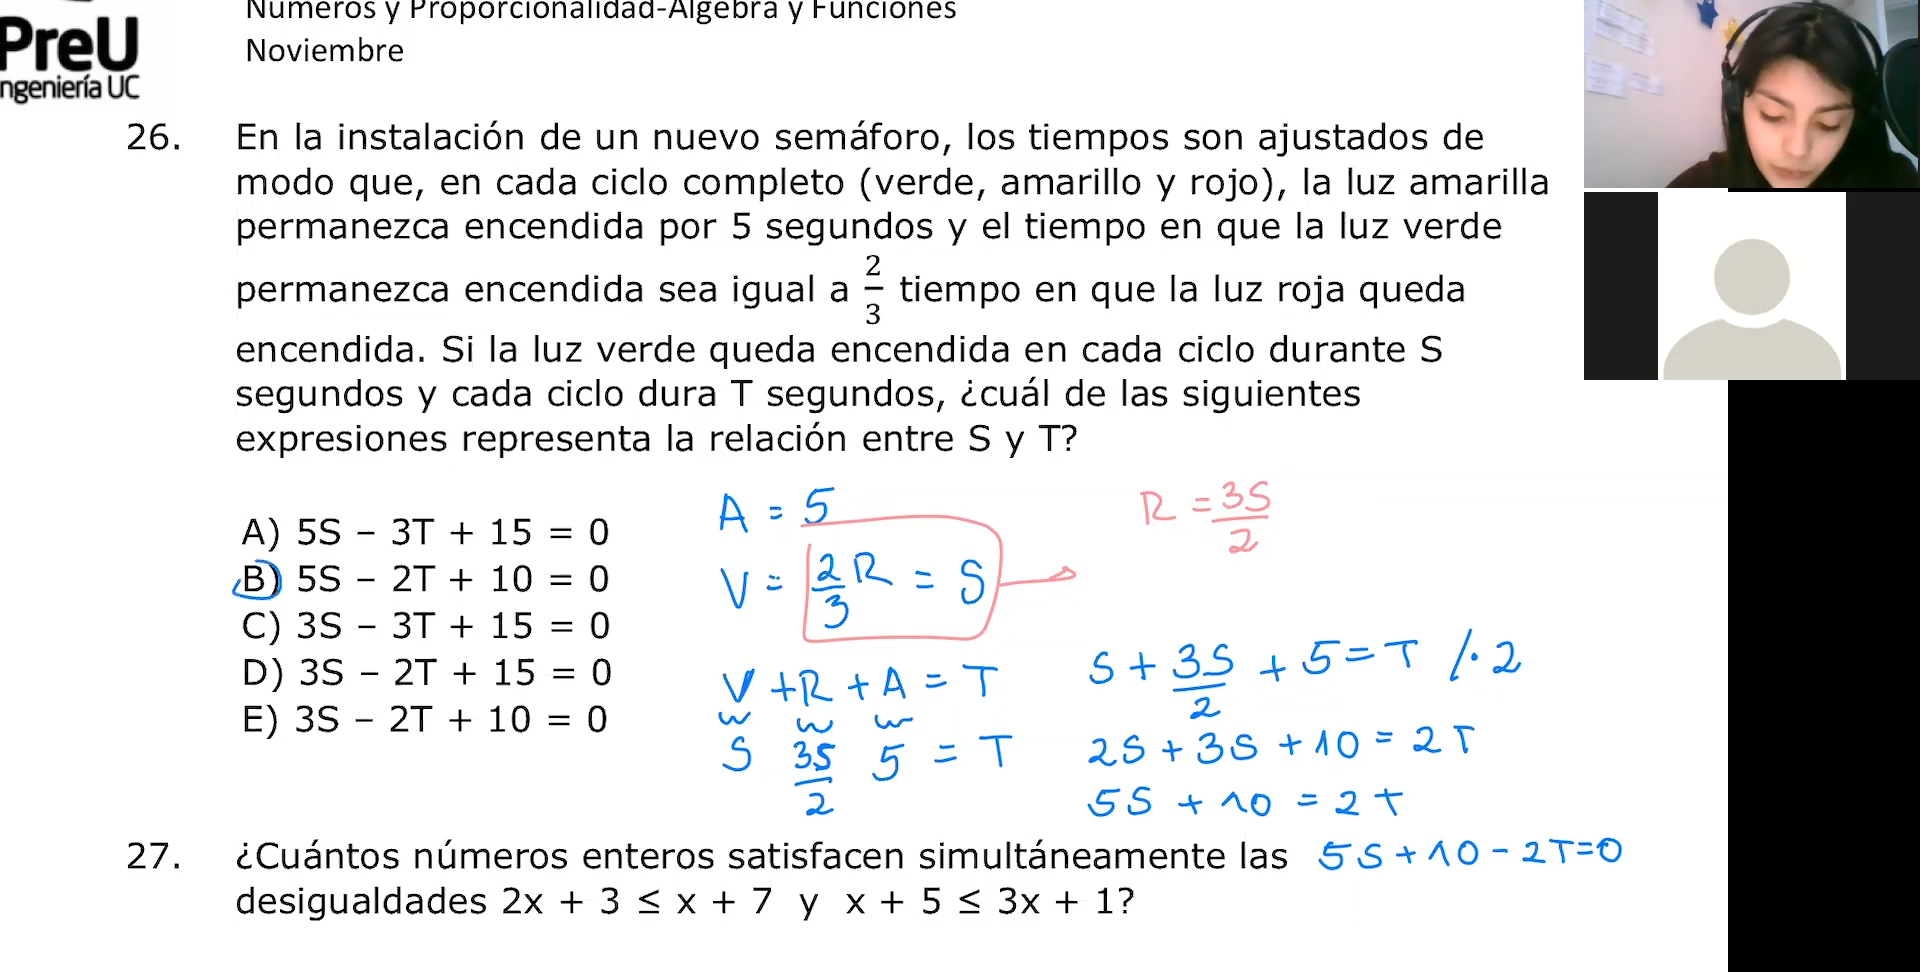 Números y Proporcionalidad-Álgebra y Funciones
Noviembre
PreU
ngeniería UC
26. En la instalación de un nuevo semáforo, los tiempos son ajustados de
modo que, en cada ciclo completo (verde, amarillo y rojo), la luz amarilla
permanezca encendida por 5 segundos y el tiempo en que la luz verde
permanezca encendida sea igual a 2/3 tiempo en que la luz roja queda
encendida. Si la luz verde queda encendida en cada ciclo durante S
segundos y cada ciclo dura T segundos, ¿cuál de las siguientes
expresiones representa la relación entre S y T?
A) 5S – 3T + 15 = 0
B) 5S – 2T + 10 = 0
C) 3S – 3T + 15 = 0
D) 3S – 2T + 15 = 0
E) 3S – 2T + 10 = 0
A = 5
V = 2/3 R = S
V + R + A = T
S 3S/2 5 = T
R = 3S/2
S + 3S/2 + 5 = T /·2
2S + 3S + 10 = 2T
5S + 10 = 2T
5S + 10 - 2T = 0
27. ¿Cuántos números enteros satisfacen simultáneamente las
desigualdades 2x + 3 ≤ x + 7 y x + 5 ≤ 3x + 1?